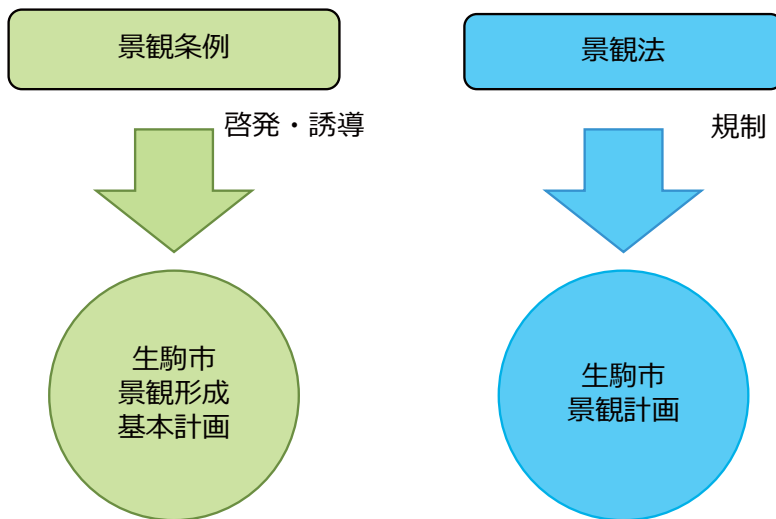 景観条例
景観法
啓発・誘導
規制
生駒市
景観形成
基本計画
生駒市
景観計画